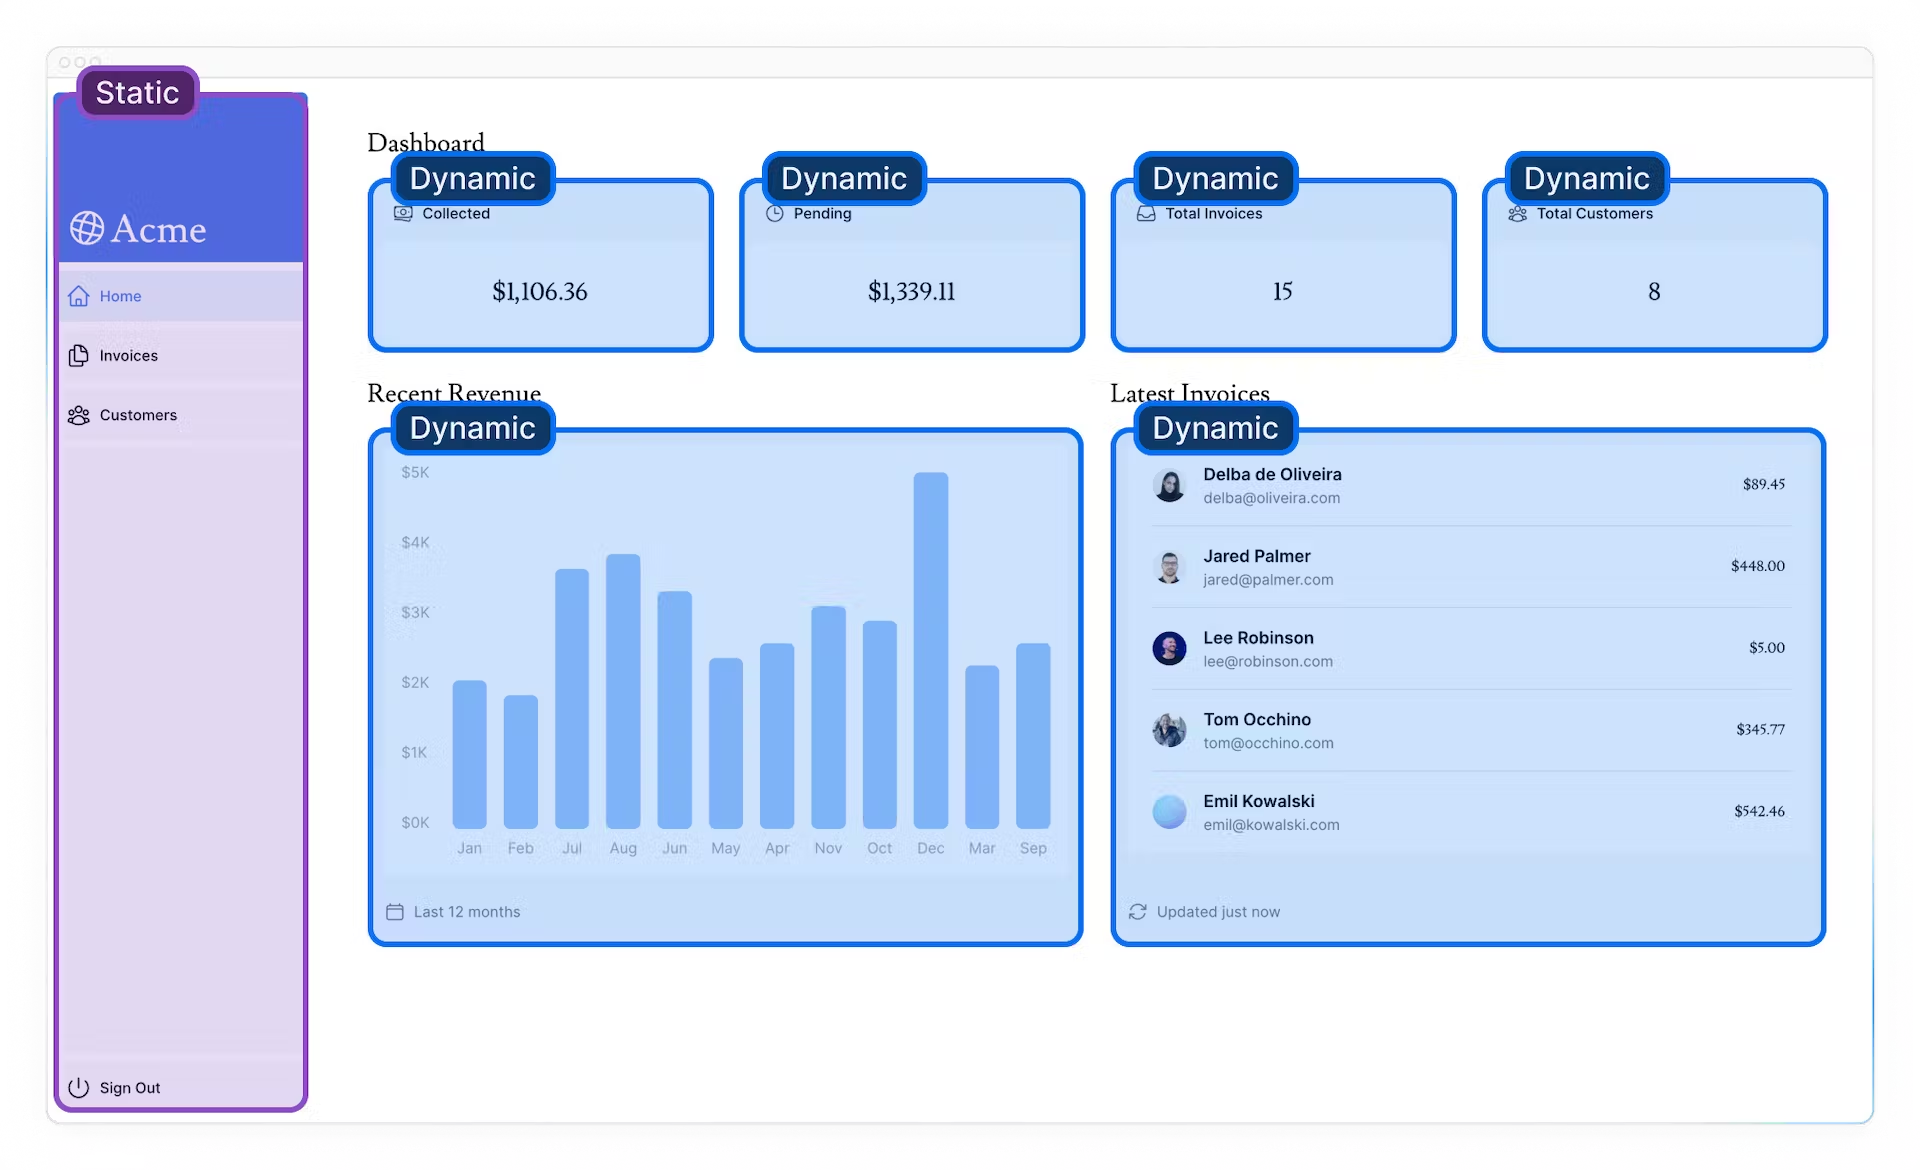 Static
Acme
Home
Invoices
Customers
Sign Out
Dashboard
Dynamic
Collected
$1,106.36
Dynamic
Pending
$1,339.11
Dynamic
Total Invoices
15
Dynamic
Total Customers
8
Recent Revenue
Dynamic
$5K
$4K
$3K
$2K
$1K
$0K
Jan Feb Jul Aug Jun May Apr Nov Oct Dec Mar Sep
Last 12 months
Latest Invoices
Dynamic
Delba de Oliveira
delba@oliveira.com
$89.45
Jared Palmer
jared@palmer.com
$448.00
Lee Robinson
lee@robinson.com
$5.00
Tom Occhino
tom@occhino.com
$345.77
Emil Kowalski
emil@kowalski.com
$542.46
Updated just now